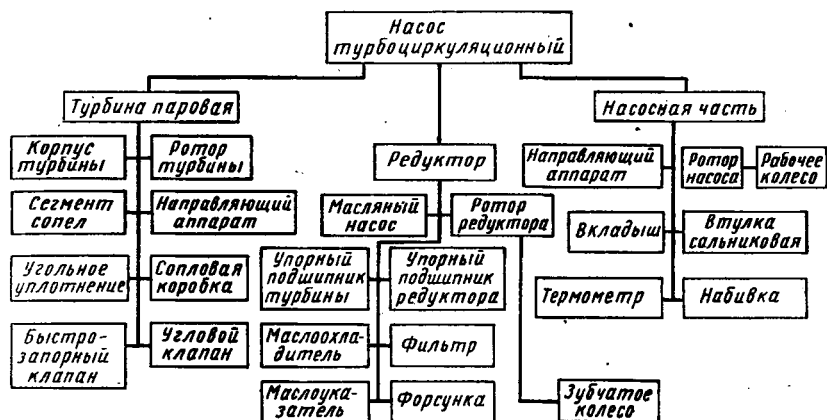 Насос
турбоциркуляционный
Турбина паровая
Корпус
турбины
Ротор
турбины
Сегмент
сопел
Направляющий
аппарат
Угольное
уплотнение
Сопловая
коробка
Быстро-
запорный
клапан
Угловой
клапан
Редуктор
Масляный
насос
Ротор
редуктора
Упорный
подшипник
турбины
Упорный
подшипник
редуктора
Маслоохла-
дитель
Фильтр
Маслоука-
затель
Форсунка
Зубчатое
колесо
Насосная часть
Направляющий
аппарат
Ротор
насоса
Рабочее
колесо
Вкладыш
Втулка
сальниковая
Термометр
Набивка